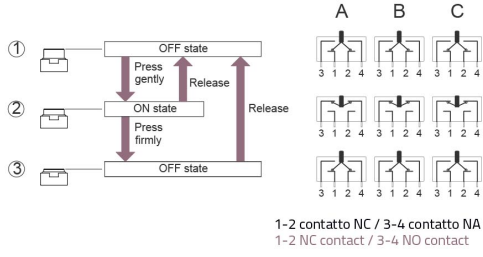 A B C
1 OFF state
3 1 2 4 3 1 2 4 3 1 2 4
Press
gently
Release
2 ON state
3 1 2 4 3 1 2 4 3 1 2 4
Release
Press
firmly
3 OFF state
3 1 2 4 3 1 2 4 3 1 2 4
1-2 contatto NC / 3-4 contatto NA
1-2 NC contact / 3-4 NO contact